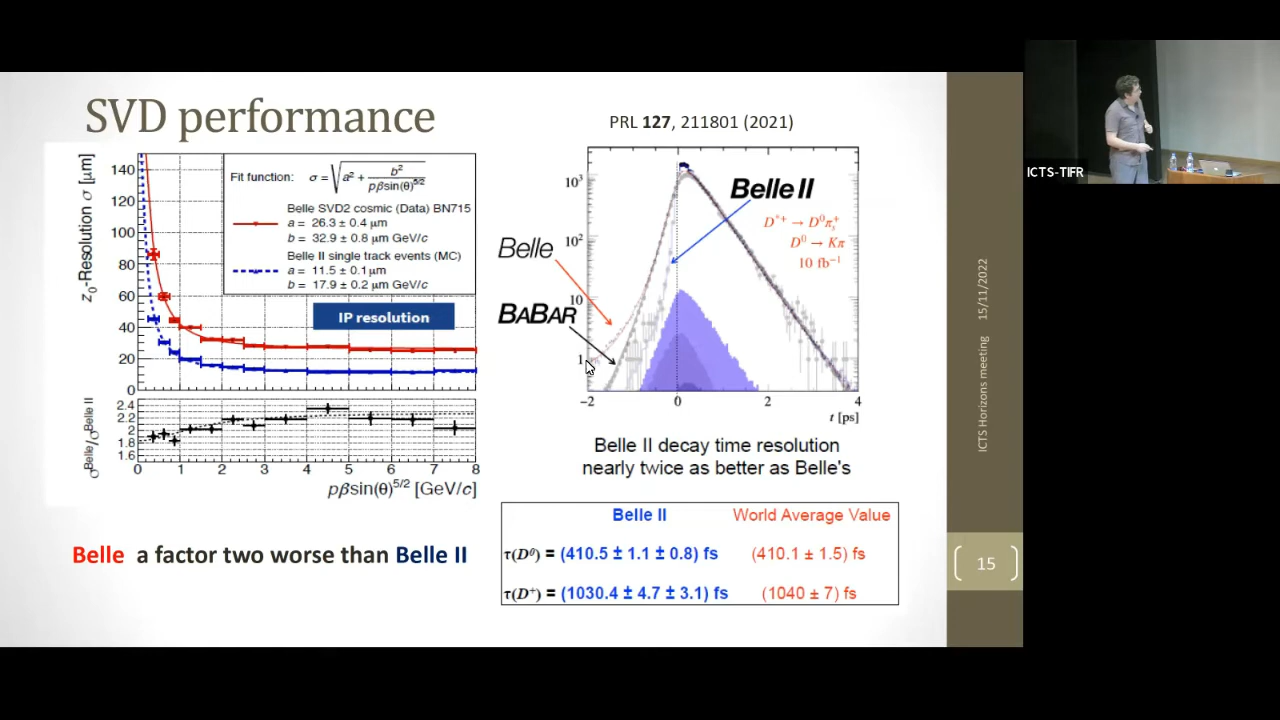 SVD performance
PRL 127, 211801 (2021)
z₀-Resolution σ [μm]
140
120
100
80
60
40
20
0
Fit function: σ = √(a² + b²/pβsin(θ)^5/2)
Belle SVD2 cosmic (Data) BN715
a = 26.3 ± 0.4 μm
b = 32.9 ± 0.8 μm GeV/c
Belle II single track events (MC)
a = 11.5 ± 0.1 μm
b = 17.9 ± 0.2 μm GeV/c
IP resolution
σ^Belle/σ^Belle II
2.4
2.2
2
1.8
1.6
0 1 2 3 4 5 6 7 8
pβsin(θ)^5/2 [GeV/c]
Belle a factor two worse than Belle II
10³
10²
10
1
Belle
BABAR
Belle II
D*⁺ → D⁰πₛ⁺
D⁰ → Kπ
10 fb⁻¹
-2 0 2 4
t [ps]
Belle II decay time resolution
nearly twice as better as Belle's
Belle II World Average Value
τ(D⁰) = (410.5 ± 1.1 ± 0.8) fs (410.1 ± 1.5) fs
τ(D⁺) = (1030.4 ± 4.7 ± 3.1) fs (1040 ± 7) fs
ICTS Horizons meeting 15/11/2022
15
ICTS-TIFR